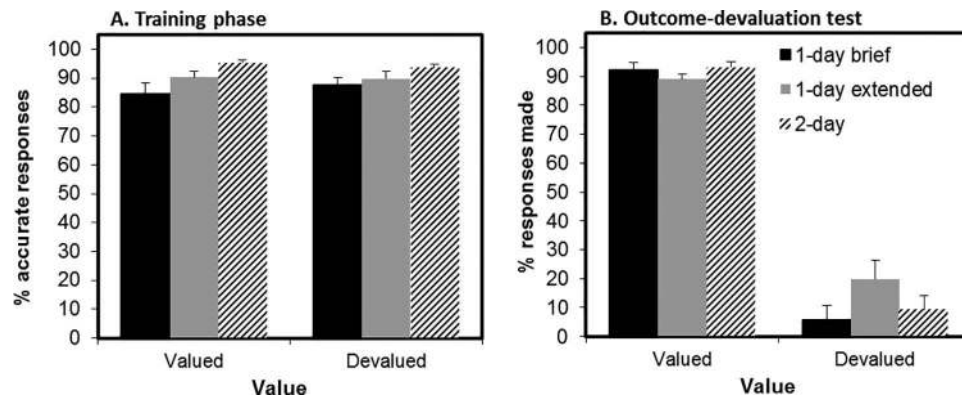 A. Training phase
% accurate responses
100
90
80
70
60
50
40
30
20
10
0
Valued
Devalued
Value
B. Outcome-devaluation test
% responses made
100
90
80
70
60
50
40
30
20
10
0
1-day brief
1-day extended
2-day
Valued
Devalued
Value